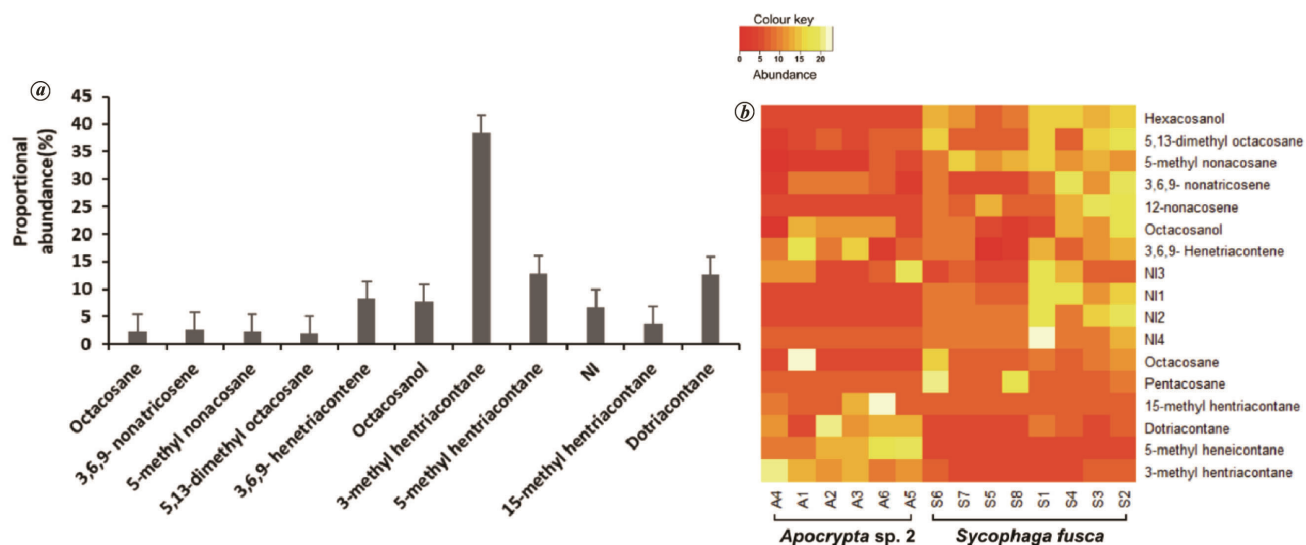 Colour key
0 5 10 15 20
Abundance
a
45
40
35
30
25
20
15
10
5
0
Proportional
abundance(%)
Octacosane
3,6,9- nonatricosene
5-methyl nonacosane
5,13-dimethyl octacosane
3,6,9- henetriacontene
Octacosanol
3-methyl hentriacontane
5-methyl hentriacontane
NI
15-methyl hentriacontane
Dotriacontane
b
Hexacosanol
5,13-dimethyl octacosane
5-methyl nonacosane
3,6,9- nonatricosene
12-nonacosene
Octacosanol
3,6,9- Henetriacontene
NI3
NI1
NI2
NI4
Octacosane
Pentacosane
15-methyl hentriacontane
Dotriacontane
5-methyl heneicontane
3-methyl hentriacontane
A4 A1 A2 A3 A6 A5 S6 S7 S5 S8 S1 S4 S3 S2
Apocrypta sp. 2 Sycophaga fusca